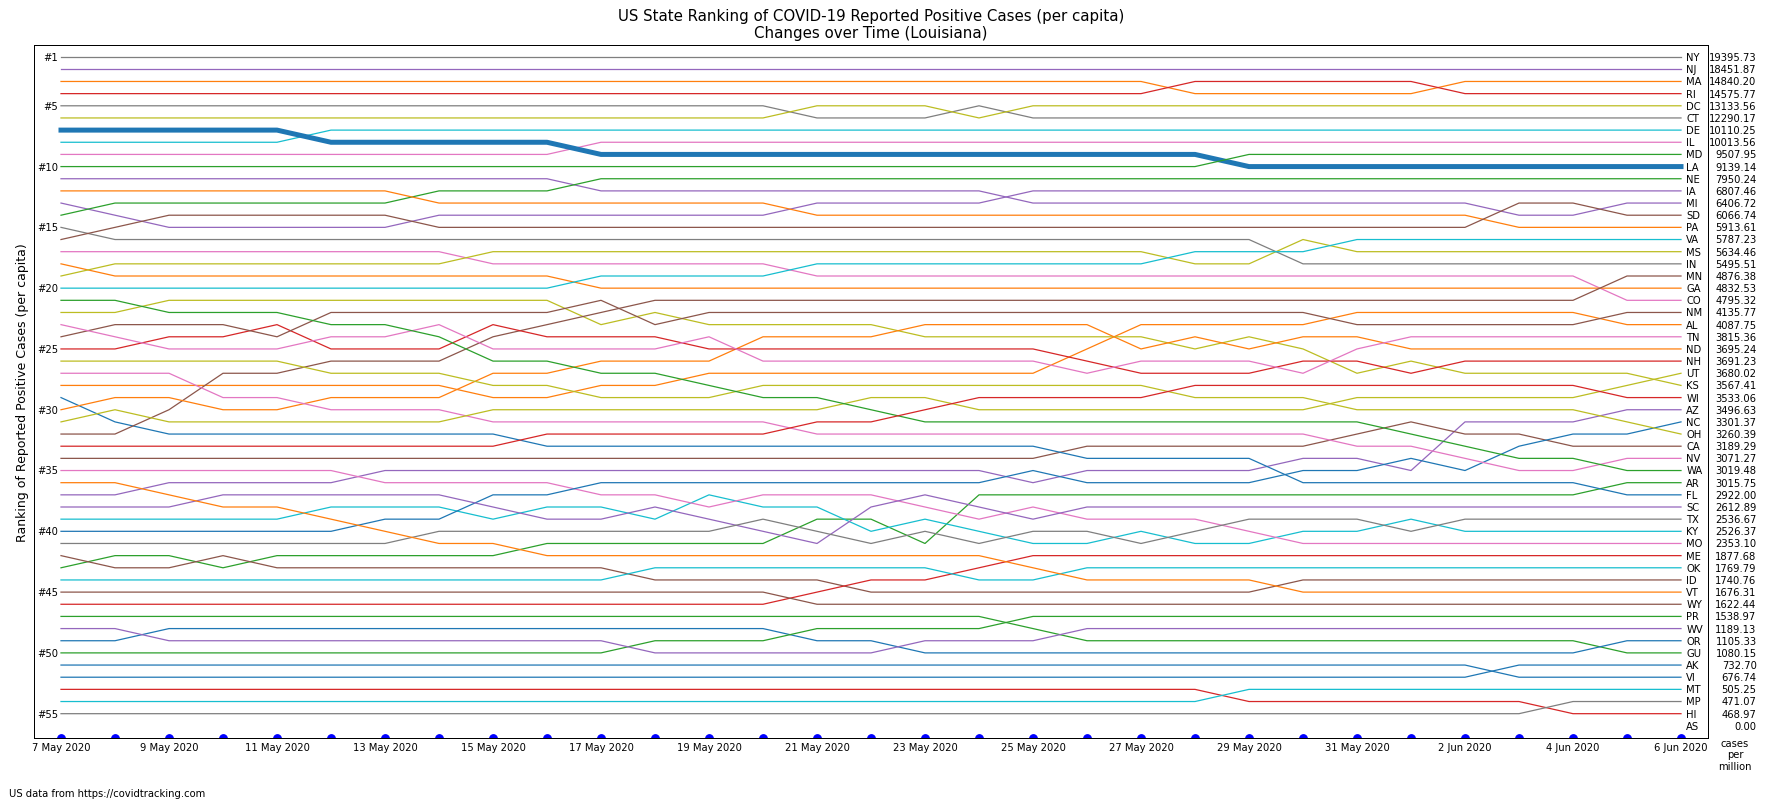 US State Ranking of COVID-19 Reported Positive Cases (per capita)
Changes over Time (Louisiana)
Ranking of Reported Positive Cases (per capita)
#1
#5
#10
#15
#20
#25
#30
#35
#40
#45
#50
#55
NY 19395.73
NJ 18451.87
MA 14840.20
RI 14575.77
DC 13133.56
CT 12290.17
DE 10110.25
IL 10013.56
MD 9507.95
LA 9139.14
NE 7950.24
IA 6807.46
MI 6406.72
SD 6066.74
PA 5913.61
VA 5787.23
MS 5634.46
IN 5495.51
MN 4876.38
GA 4832.53
CO 4795.32
NM 4135.77
AL 4087.75
TN 3815.36
ND 3695.24
NH 3691.23
UT 3680.02
KS 3567.41
WI 3533.06
AZ 3496.63
NC 3301.37
OH 3260.39
CA 3189.29
NV 3071.27
WA 3019.48
AR 3015.75
FL 2922.00
SC 2612.89
TX 2536.67
KY 2526.37
MO 2353.10
ME 1877.68
OK 1769.79
ID 1740.76
VT 1676.31
WY 1622.44
PR 1538.97
WV 1189.13
OR 1105.33
GU 1080.15
AK 732.70
VI 676.74
MT 505.25
MP 471.07
HI 468.97
AS 0.00
7 May 2020 9 May 2020 11 May 2020 13 May 2020 15 May 2020 17 May 2020 19 May 2020 21 May 2020 23 May 2020 25 May 2020 27 May 2020 29 May 2020 31 May 2020 2 Jun 2020 4 Jun 2020 6 Jun 2020
cases
per
million
US data from https://covidtracking.com